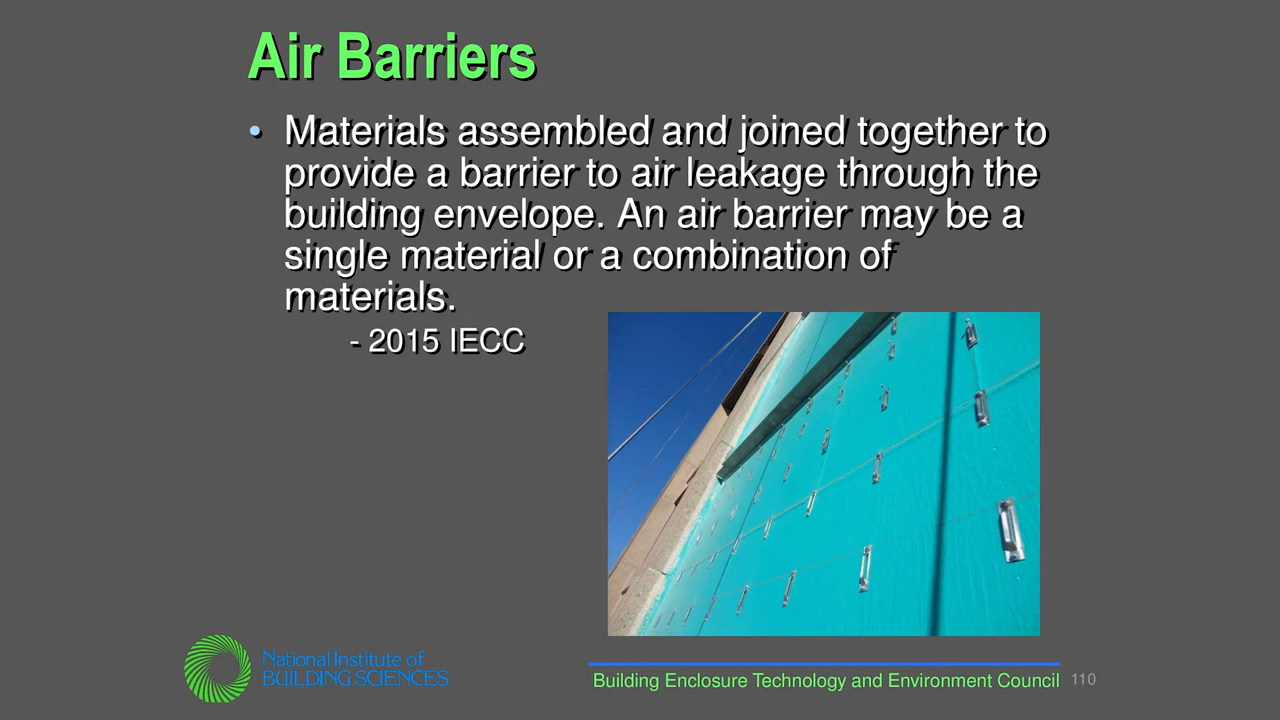 Air Barriers
• Materials assembled and joined together to
provide a barrier to air leakage through the
building envelope. An air barrier may be a
single material or a combination of
materials.
- 2015 IECC
National Institute of
BUILDING SCIENCES
Building Enclosure Technology and Environment Council
110